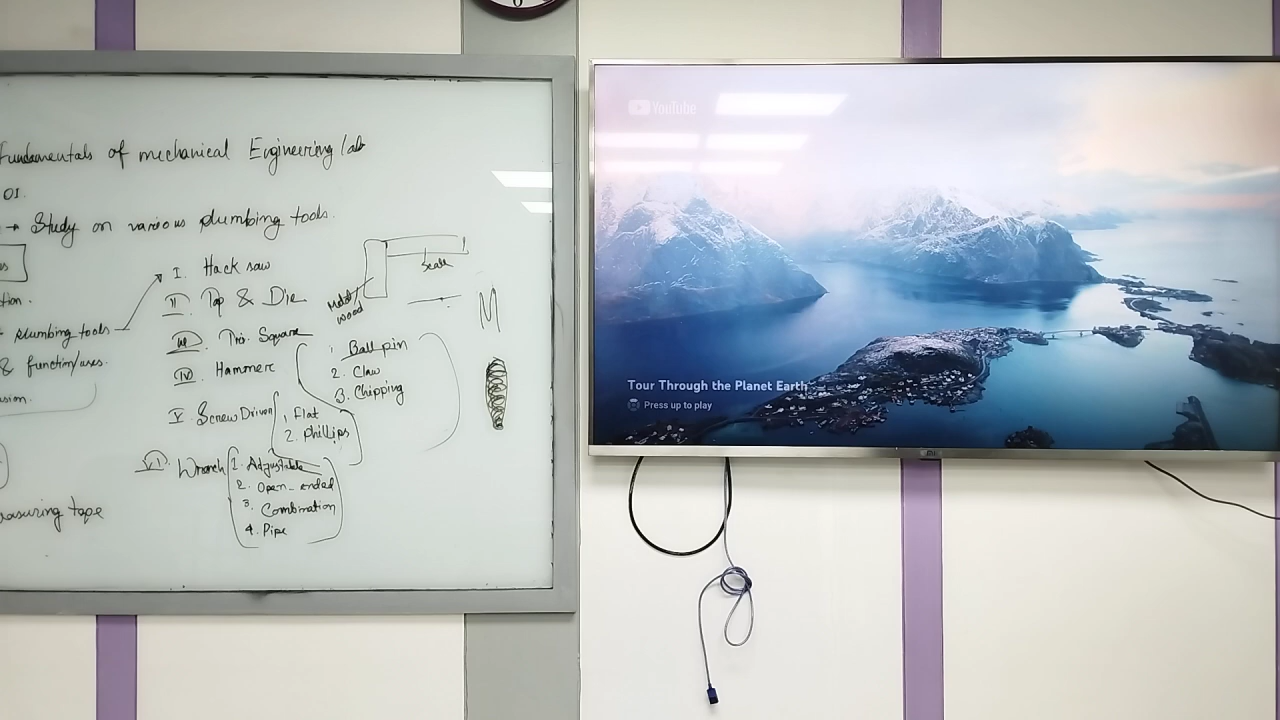 Fundamentals of mechanical Engineering lab
01.
→ Study on various plumbing tools.
I. Hack saw
II Tap & Die
III. Tri. Square
IV. Hammer
1. Ball pin
2. Claw
3. Chipping
V. Screw Driver
1. Flat
2. Phillips
VI. Wrench
1. Adjustable
2. Open-ended
3. Combination
4. Pipe
plumbing tools
& function/uses.
tape
Scale
Metal/
wood
M
YouTube
Tour Through the Planet Earth
Press up to play
mi